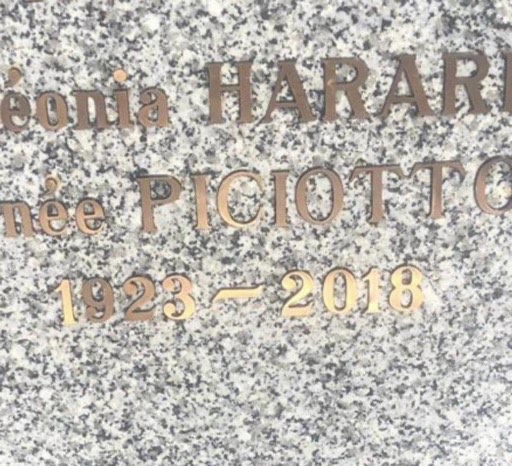 éonia HARARI
née PICIOTTO
1923 – 2018